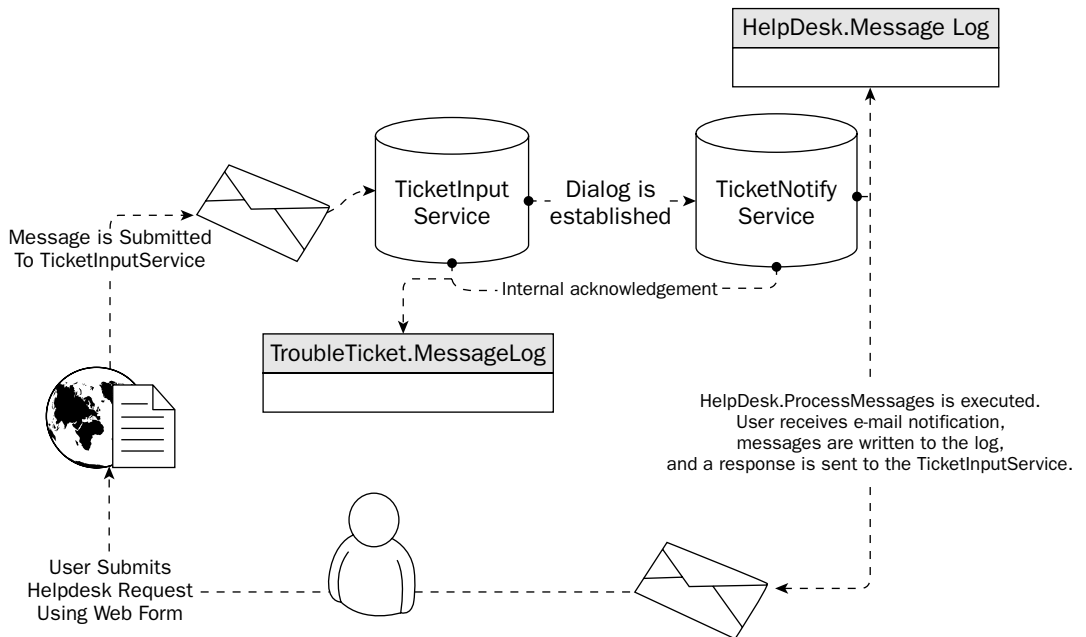 HelpDesk.Message Log
TicketInput
Service
Dialog is
established
TicketNotify
Service
Message is Submitted
To TicketInputService
Internal acknowledgement
TroubleTicket.MessageLog
HelpDesk.ProcessMessages is executed.
User receives e-mail notification,
messages are written to the log,
and a response is sent to the TicketInputService.
User Submits
Helpdesk Request
Using Web Form